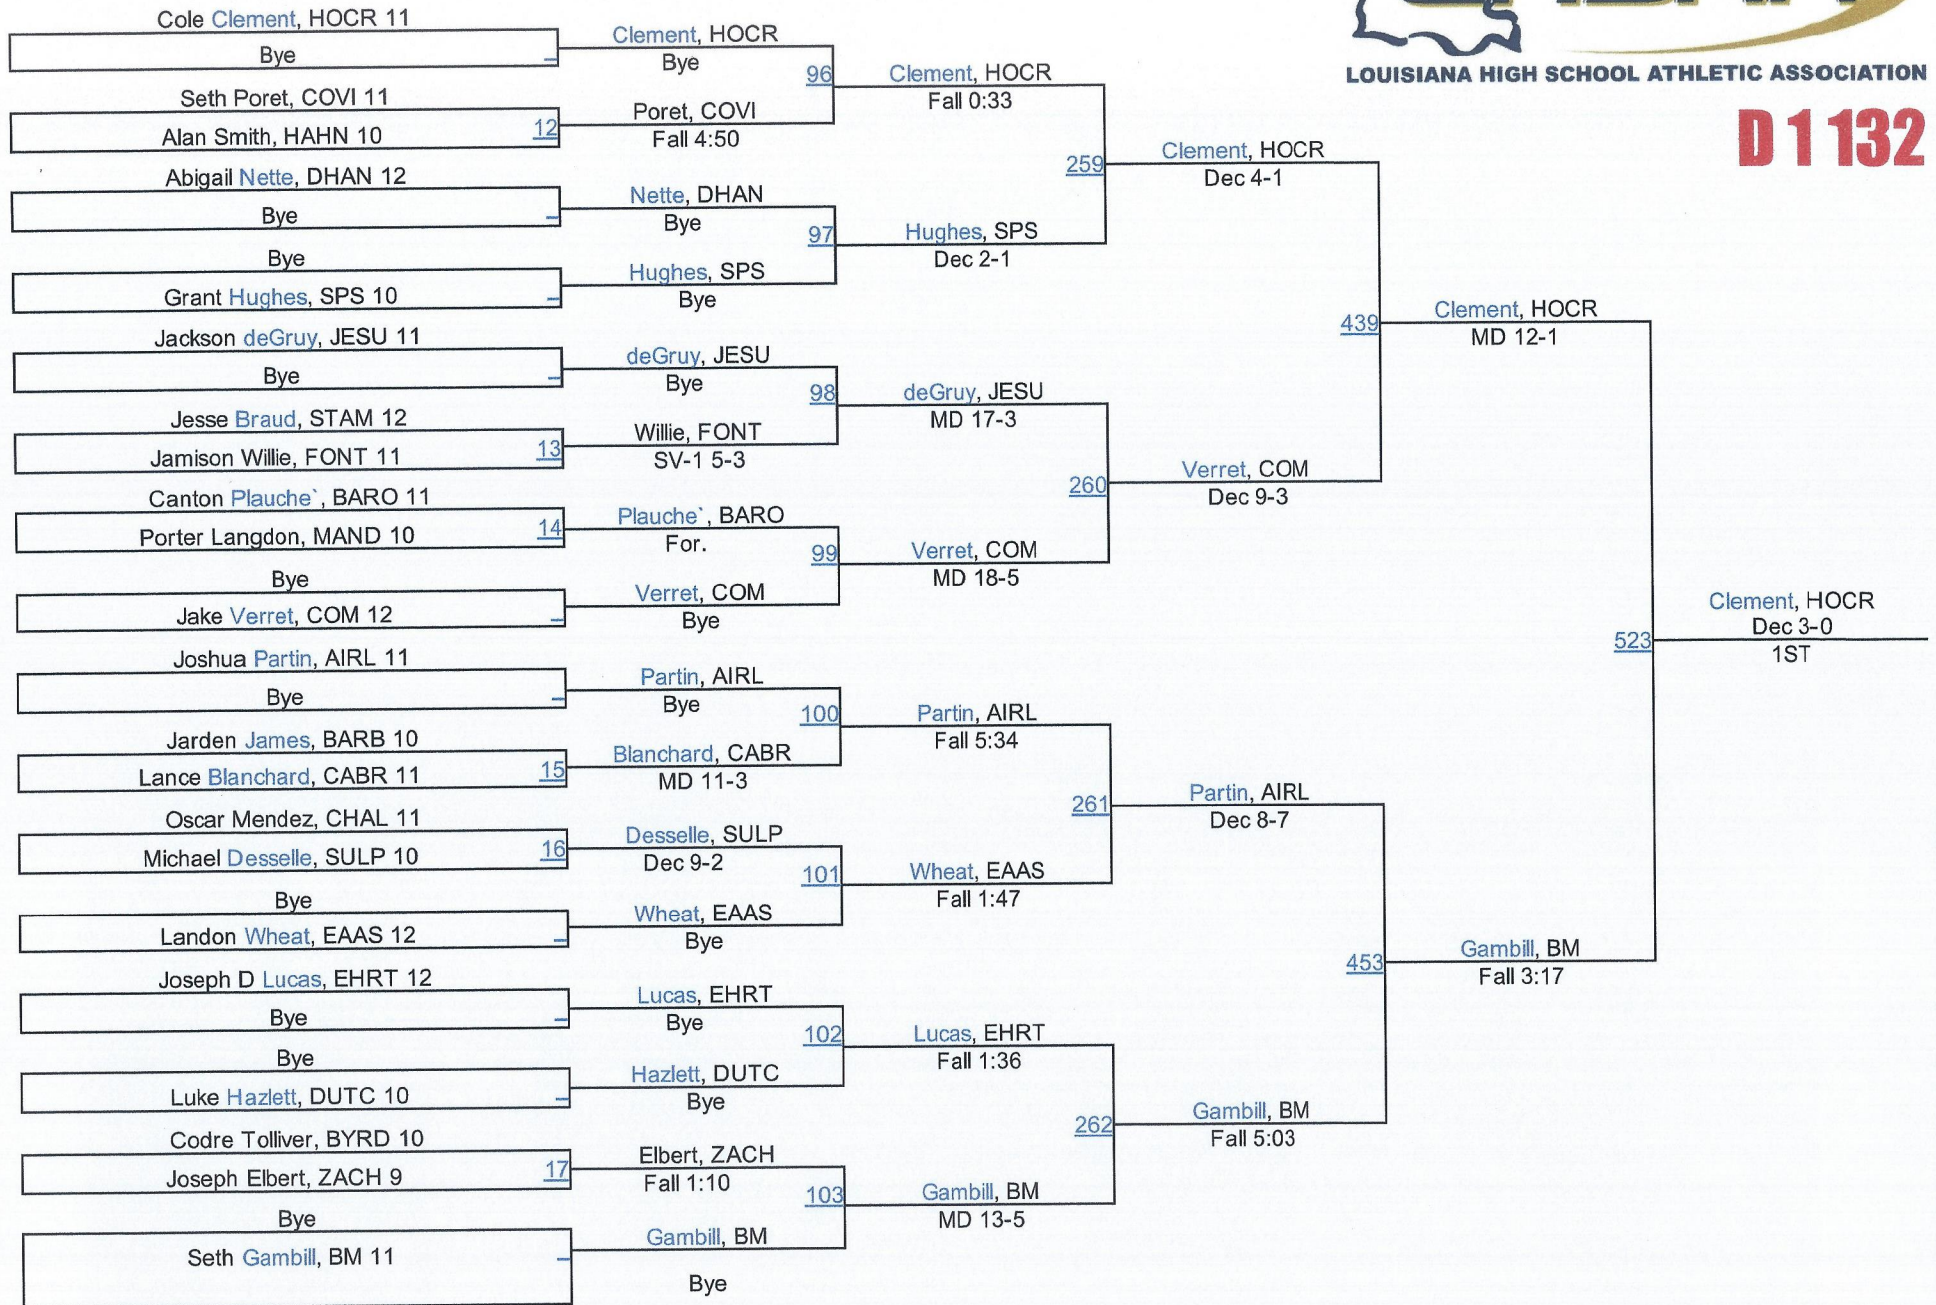 LOUISIANA HIGH SCHOOL ATHLETIC ASSOCIATION
D 1 132
Cole Clement, HOCR 11
Bye
Seth Poret, COVI 11
Alan Smith, HAHN 10
12
Abigail Nette, DHAN 12
Bye
Bye
Grant Hughes, SPS 10
Jackson deGruy, JESU 11
Bye
Jesse Braud, STAM 12
Jamison Willie, FONT 11
13
Canton Plauche`, BARO 11
Porter Langdon, MAND 10
14
Bye
Jake Verret, COM 12
Joshua Partin, AIRL 11
Bye
Jarden James, BARB 10
Lance Blanchard, CABR 11
15
Oscar Mendez, CHAL 11
Michael Desselle, SULP 10
16
Bye
Landon Wheat, EAAS 12
Joseph D Lucas, EHRT 12
Bye
Bye
Luke Hazlett, DUTC 10
Codre Tolliver, BYRD 10
Joseph Elbert, ZACH 9
17
Bye
Seth Gambill, BM 11
Clement, HOCR
Bye
96
Poret, COVI
Fall 4:50
Nette, DHAN
Bye
97
Hughes, SPS
Bye
deGruy, JESU
Bye
98
Willie, FONT
SV-1 5-3
Plauche`, BARO
For.
99
Verret, COM
Bye
Partin, AIRL
Bye
100
Blanchard, CABR
MD 11-3
Desselle, SULP
Dec 9-2
101
Wheat, EAAS
Bye
Lucas, EHRT
Bye
102
Hazlett, DUTC
Bye
Elbert, ZACH
Fall 1:10
103
Gambill, BM
Bye
Clement, HOCR
Fall 0:33
259
Hughes, SPS
Dec 2-1
deGruy, JESU
MD 17-3
260
Verret, COM
MD 18-5
Partin, AIRL
Fall 5:34
261
Wheat, EAAS
Fall 1:47
Lucas, EHRT
Fall 1:36
262
Gambill, BM
MD 13-5
Clement, HOCR
Dec 4-1
439
Verret, COM
Dec 9-3
Partin, AIRL
Dec 8-7
453
Gambill, BM
Fall 5:03
Clement, HOCR
MD 12-1
523
Gambill, BM
Fall 3:17
Clement, HOCR
Dec 3-0
1ST